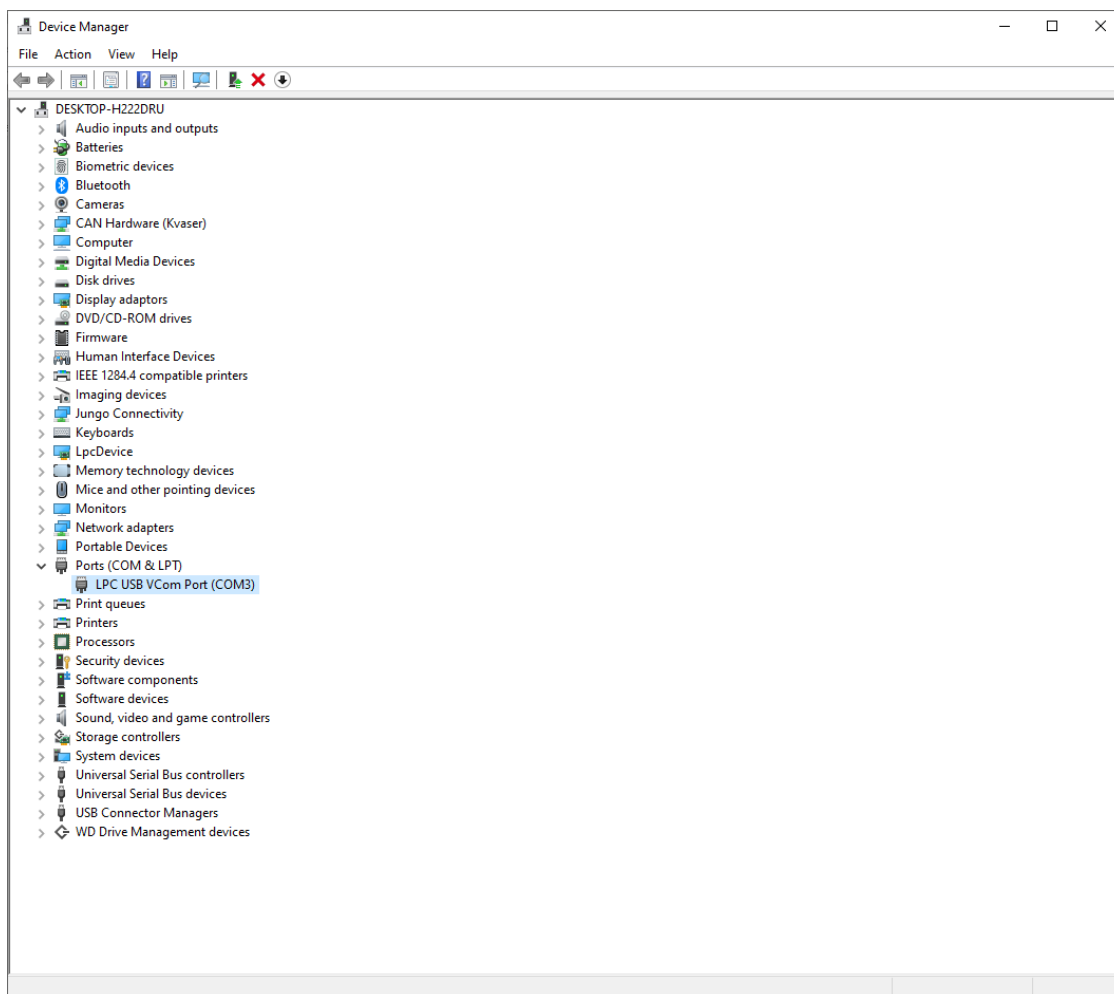 Device Manager
File Action View Help
DESKTOP-H222DRU
Audio inputs and outputs
Batteries
Biometric devices
Bluetooth
Cameras
CAN Hardware (Kvaser)
Computer
Digital Media Devices
Disk drives
Display adaptors
DVD/CD-ROM drives
Firmware
Human Interface Devices
IEEE 1284.4 compatible printers
Imaging devices
Jungo Connectivity
Keyboards
LpcDevice
Memory technology devices
Mice and other pointing devices
Monitors
Network adapters
Portable Devices
Ports (COM & LPT)
LPC USB VCom Port (COM3)
Print queues
Printers
Processors
Security devices
Software components
Software devices
Sound, video and game controllers
Storage controllers
System devices
Universal Serial Bus controllers
Universal Serial Bus devices
USB Connector Managers
WD Drive Management devices